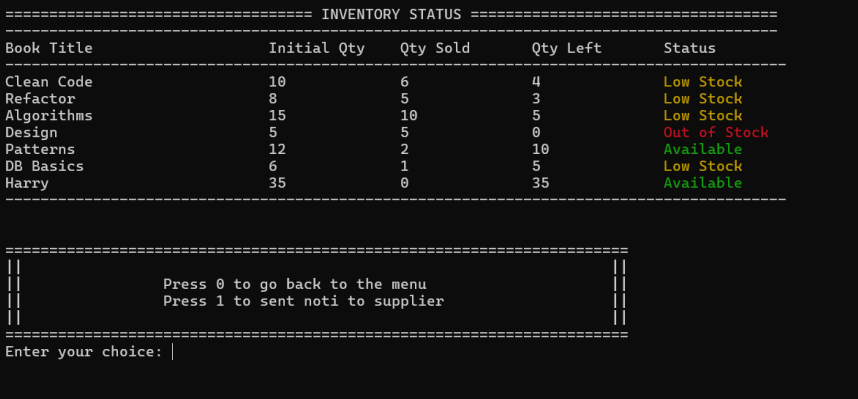 =================================== INVENTORY STATUS ===================================
----------------------------------------------------------------------------------------
Book Title                    Initial Qty    Qty Sold       Qty Left       Status
-----------------------------------------------------------------------------------------
Clean Code                    10             6              4              Low Stock
Refactor                      8              5              3              Low Stock
Algorithms                    15             10             5              Low Stock
Design                        5              5              0              Out of Stock
Patterns                      12             2              10             Available
DB Basics                     6              1              5              Low Stock
Harry                         35             0              35             Available
-----------------------------------------------------------------------------------------
=======================================================================
||                                                                   ||
||                Press 0 to go back to the menu                     ||
||                Press 1 to sent noti to supplier                   ||
||                                                                   ||
=======================================================================
Enter your choice: